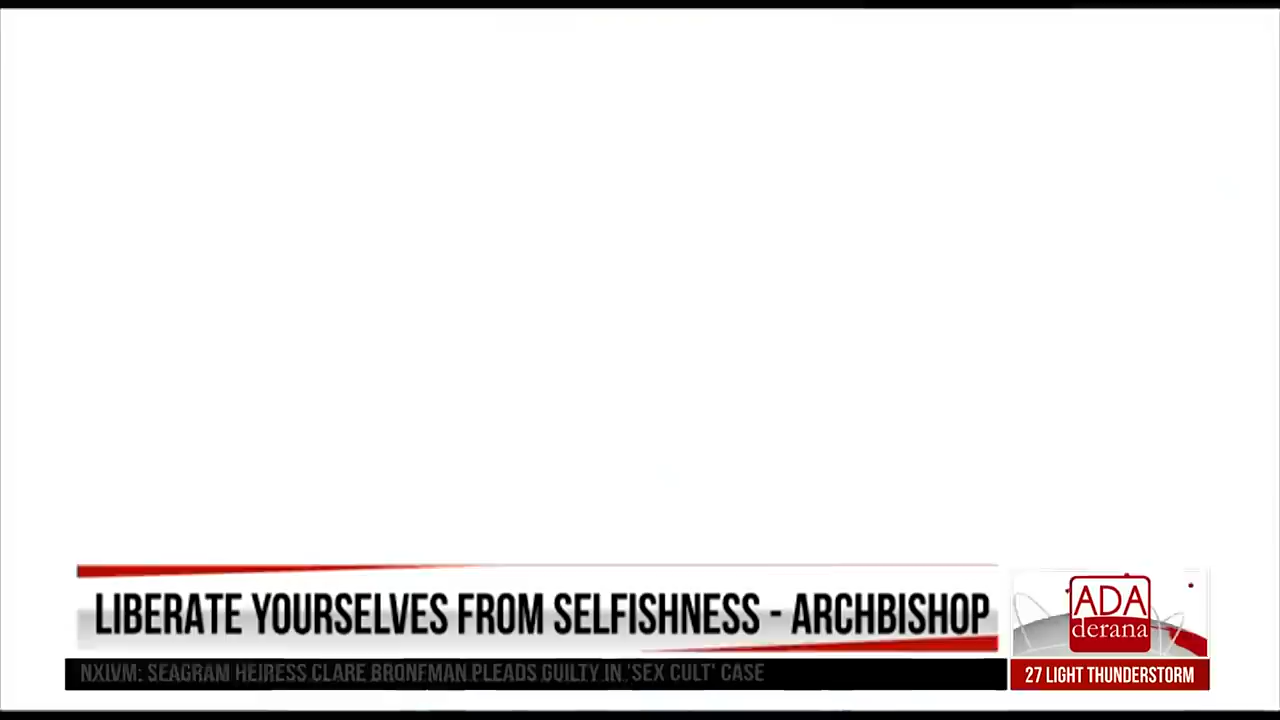 LIBERATE YOURSELVES FROM SELFISHNESS - ARCHBISHOP
ADA
derana
NXIVM: SEAGRAM HEIRESS CLARE BRONFMAN PLEADS GUILTY IN 'SEX CULT' CASE
27 LIGHT THUNDERSTORM